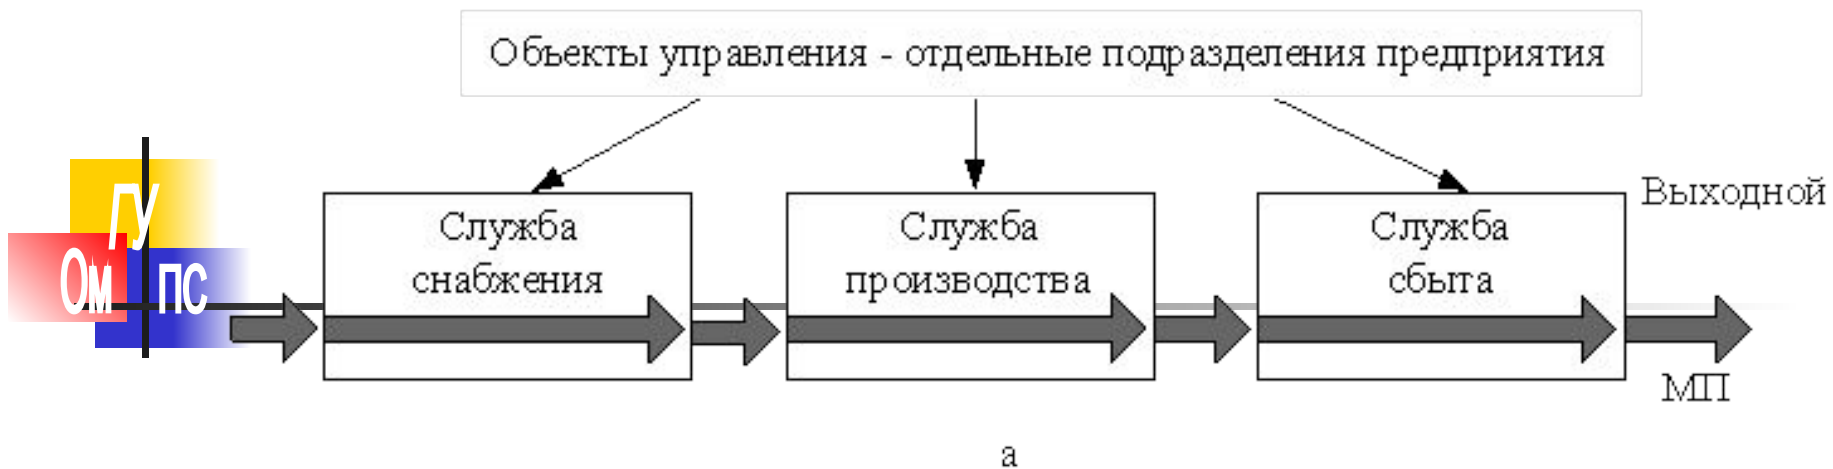 Объекты управления - отдельные подразделения предприятия
ГУ
Ом ПС
Служба
снабжения
Служба
производства
Служба
сбыта
Выходной
МП
а